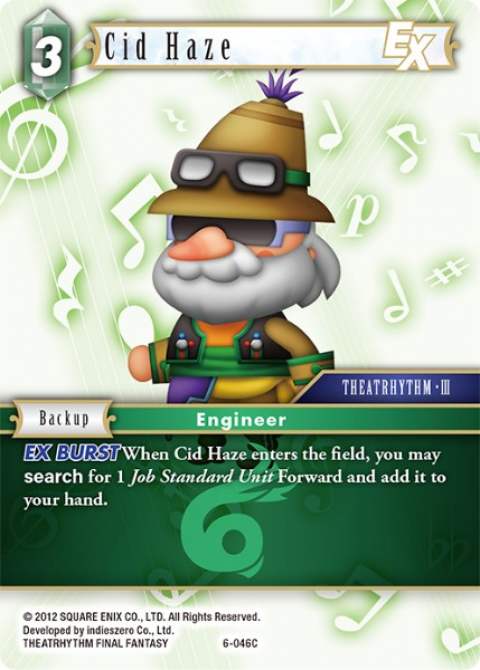 3
Cid Haze
EX
p
THEATRHYTHM・III
Backup
Engineer
EX BURST When Cid Haze enters the field, you may
search for 1 Job Standard Unit Forward and add it to
your hand.
6
© 2012 SQUARE ENIX CO., LTD. All Rights Reserved.
Developed by indieszero Co., Ltd.
THEATRHYTHM FINAL FANTASY
6-046C